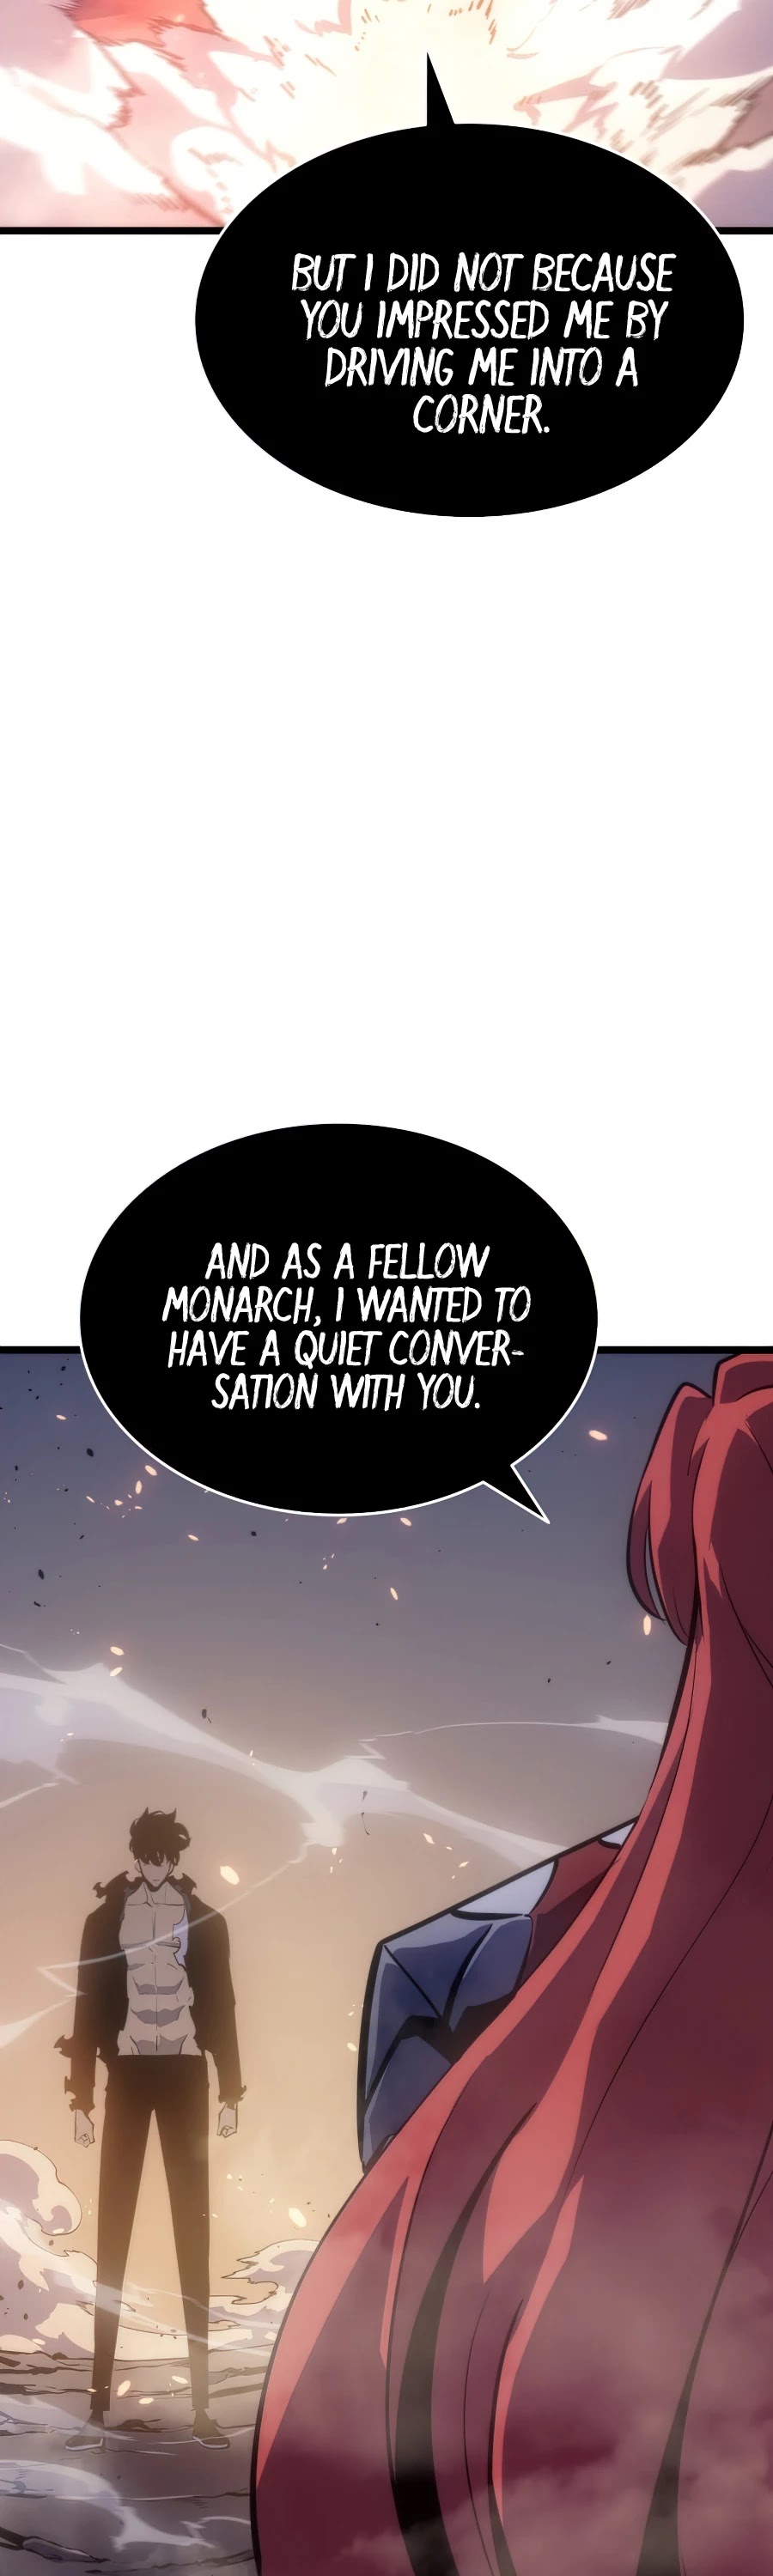 BUT I DID NOT BECAUSE
YOU IMPRESSED ME BY
DRIVING ME INTO A
CORNER.
AND AS A FELLOW
MONARCH, I WANTED TO
HAVE A QUIET CONVER-
SATION WITH YOU.